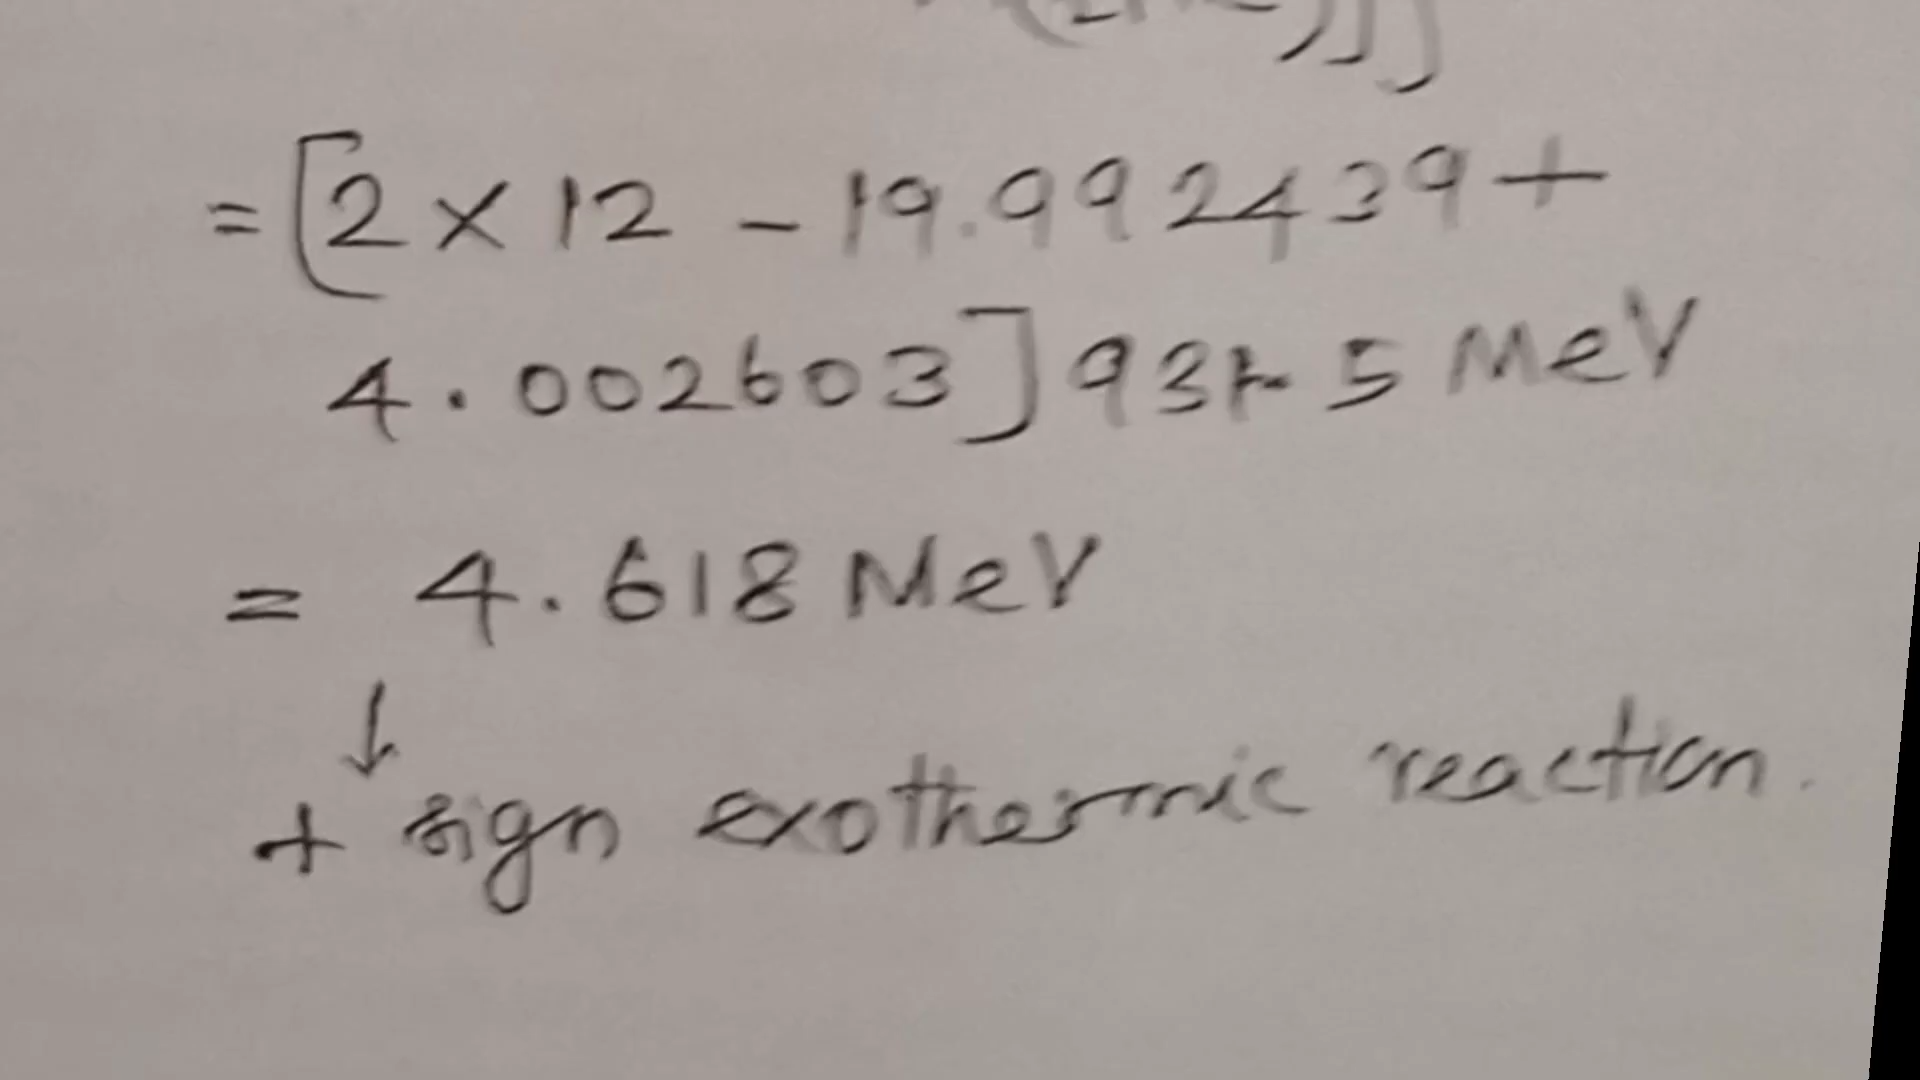 = [2 × 12 - 19.992439 +
4.002603] 931.5 MeV
= 4.618 MeV
↓
+ sign exothermic reaction.